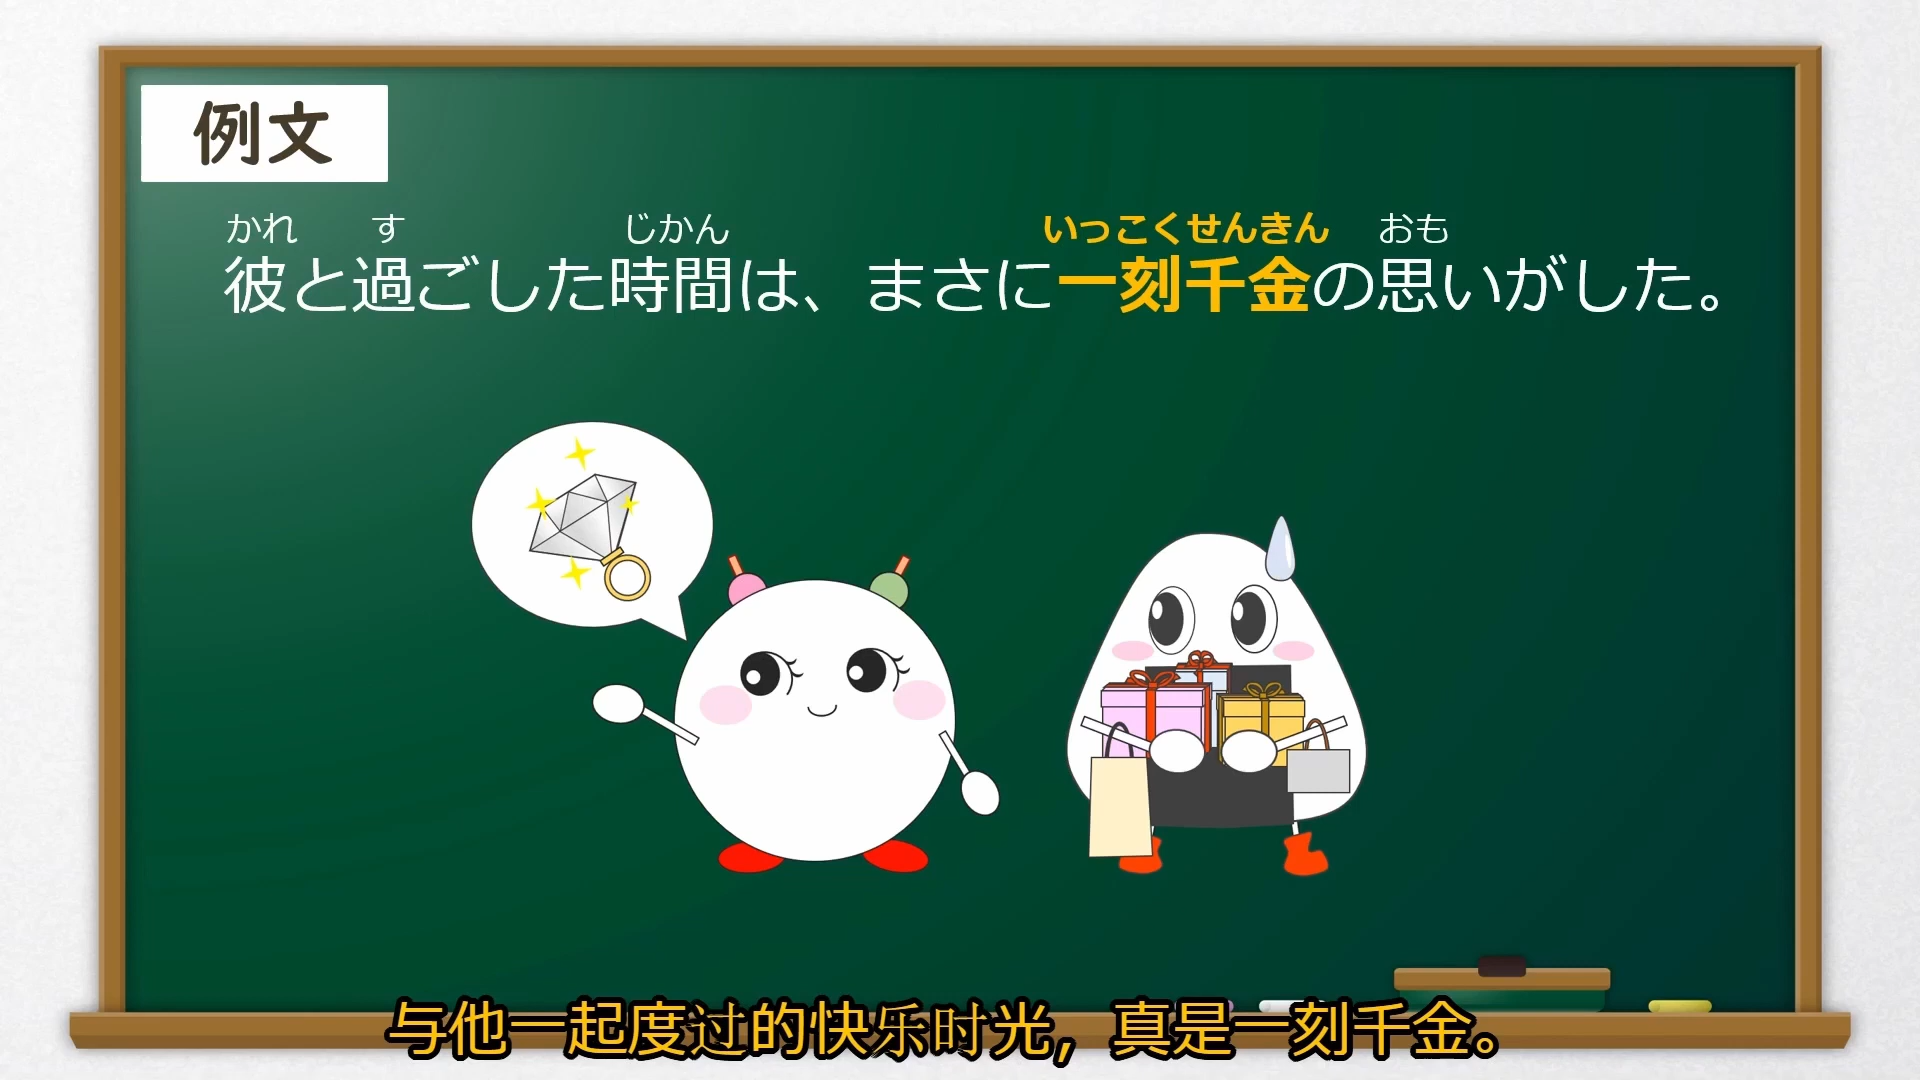 例文
かれ す じかん いっこくせんきん おも
彼と過ごした時間は、まさに一刻千金の思いがした。
与他一起度过的快乐时光，真是一刻千金。